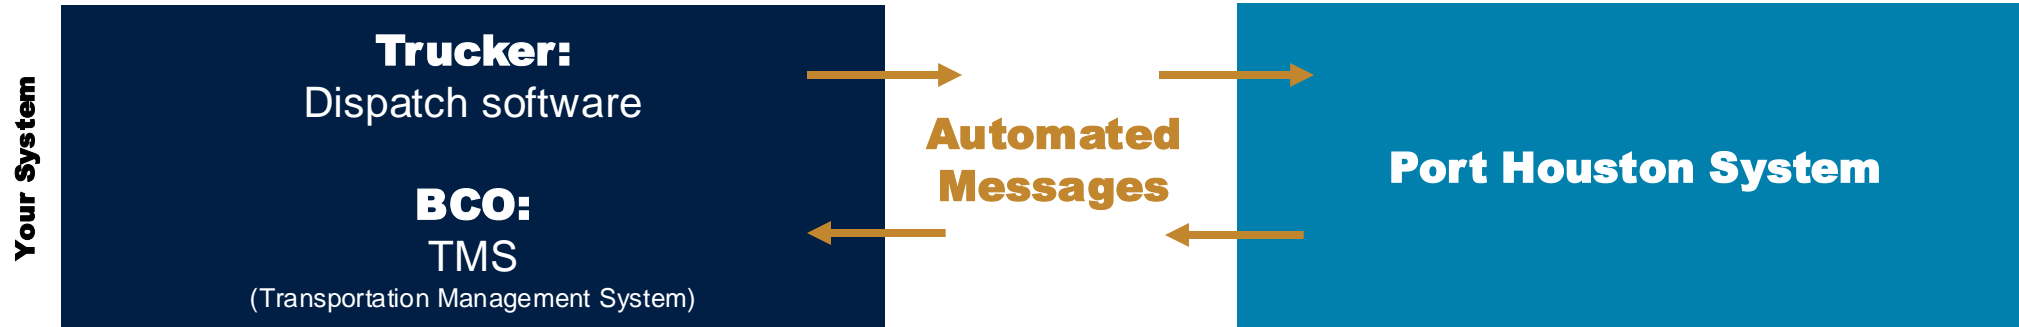 Your System
Trucker:
Dispatch software
BCO:
TMS
(Transportation Management System)
Automated
Messages
Port Houston System